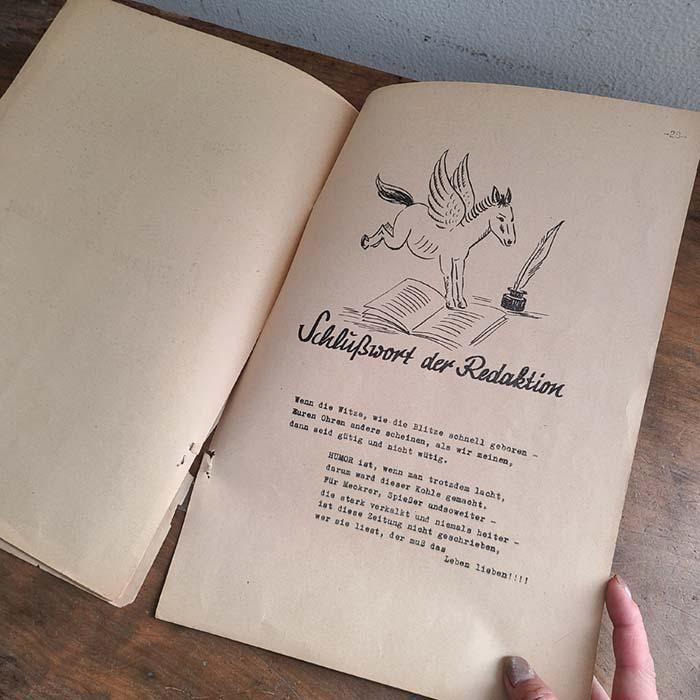 -23-
Schlußwort der Redaktion
Wenn die Witze, wie die Blitze schnell geboren -
Euren Ohren anders scheinen, als wir meinen,
dann seid gütig und nicht wütig.
HUMOR ist, wenn man trotzdem lacht,
darum ward dieser Kohle gemacht.
Für Meckrer, Spießer undsoweiter -
die stark verkalkt und niemals heiter -
ist diese Zeitung nicht geschrieben,
wer sie liest, der muß das
Leben lieben!!!!